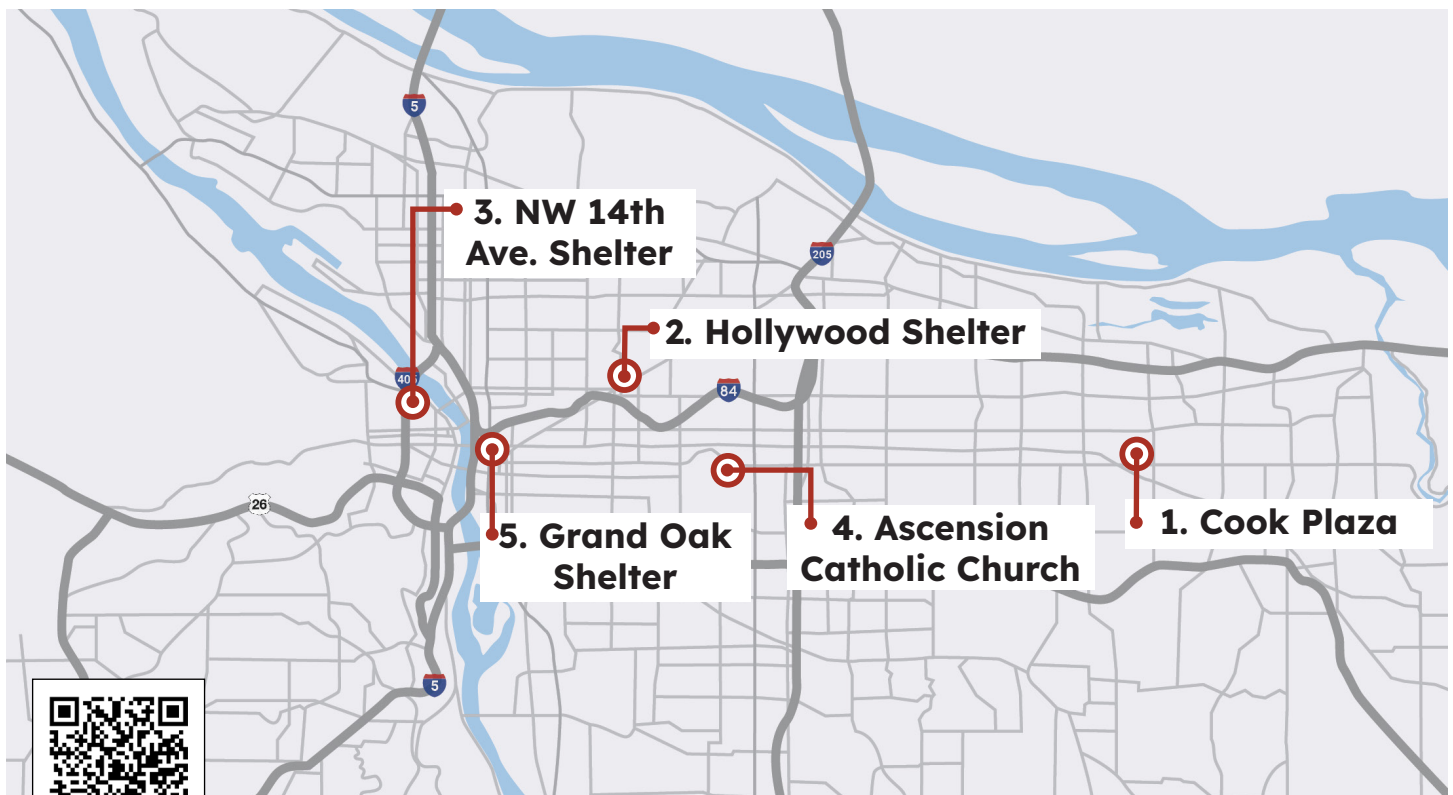 5
3. NW 14th
Ave. Shelter
205
2. Hollywood Shelter
405
84
26
5. Grand Oak
Shelter
4. Ascension
Catholic Church
1. Cook Plaza
5